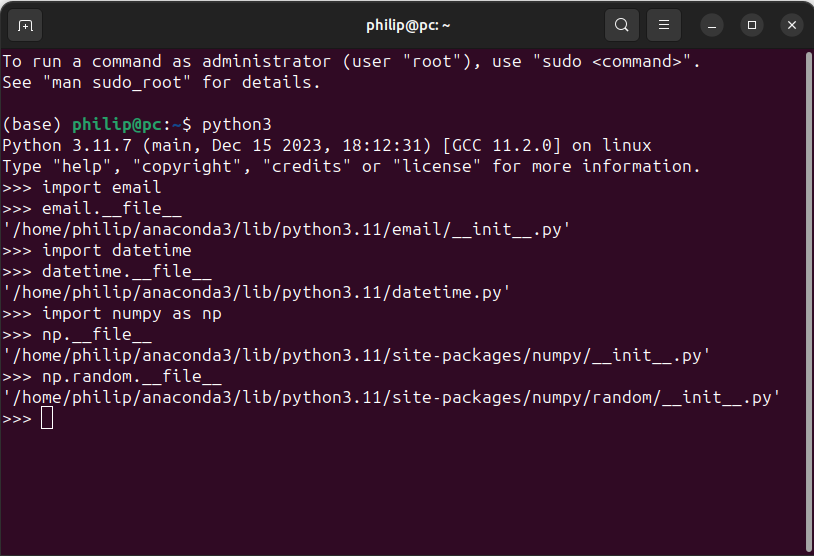 philip@pc: ~
To run a command as administrator (user "root"), use "sudo <command>".
See "man sudo_root" for details.
(base) philip@pc:~$ python3
Python 3.11.7 (main, Dec 15 2023, 18:12:31) [GCC 11.2.0] on linux
Type "help", "copyright", "credits" or "license" for more information.
>>> import email
>>> email.__file__
'/home/philip/anaconda3/lib/python3.11/email/__init__.py'
>>> import datetime
>>> datetime.__file__
'/home/philip/anaconda3/lib/python3.11/datetime.py'
>>> import numpy as np
>>> np.__file__
'/home/philip/anaconda3/lib/python3.11/site-packages/numpy/__init__.py'
>>> np.random.__file__
'/home/philip/anaconda3/lib/python3.11/site-packages/numpy/random/__init__.py'
>>>